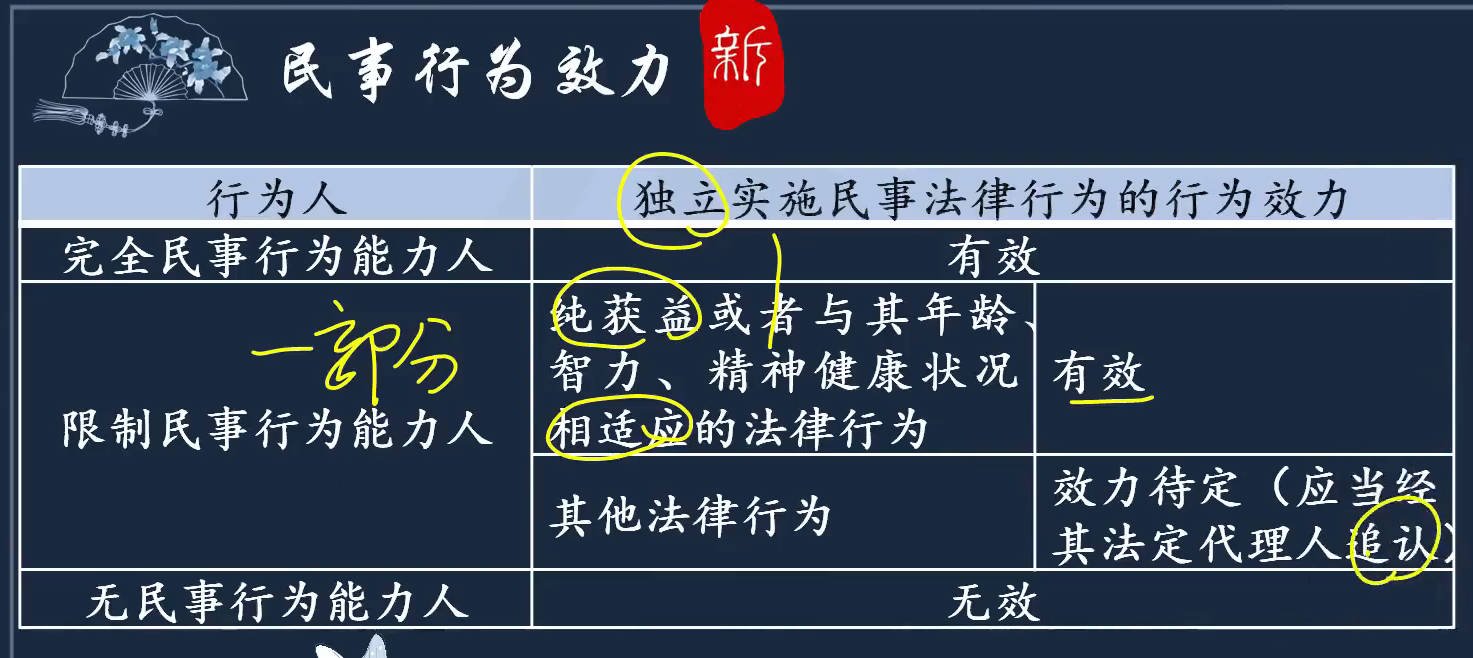 民事行为效力
新
行为人
独立实施民事法律行为的行为效力
完全民事行为能力人
有效
一部分
限制民事行为能力人
纯获益或者与其年龄、
智力、精神健康状况
相适应的法律行为
有效
其他法律行为
效力待定（应当经
其法定代理人追认）
无民事行为能力人
无效